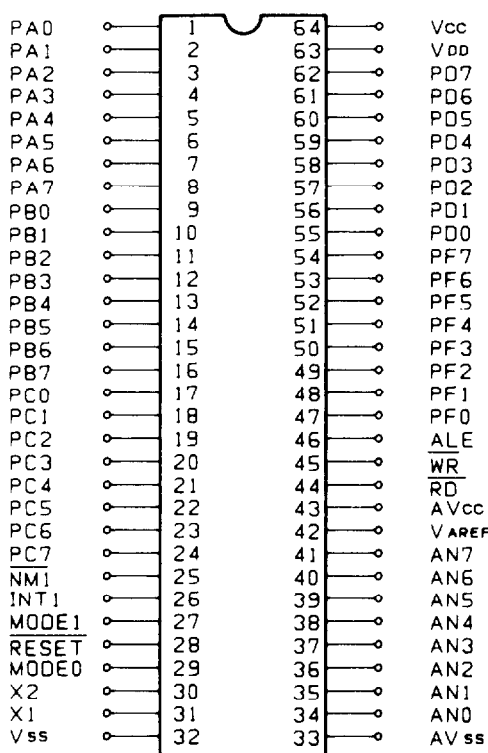 PA0 1 64 Vcc
PA1 2 63 VDD
PA2 3 62 PD7
PA3 4 61 PD6
PA4 5 60 PD5
PA5 6 59 PD4
PA6 7 58 PD3
PA7 8 57 PD2
PB0 9 56 PD1
PB1 10 55 PD0
PB2 11 54 PF7
PB3 12 53 PF6
PB4 13 52 PF5
PB5 14 51 PF4
PB6 15 50 PF3
PB7 16 49 PF2
PC0 17 48 PF1
PC1 18 47 PF0
PC2 19 46 ALE
PC3 20 45 WR
PC4 21 44 RD
PC5 22 43 AVcc
PC6 23 42 VAREF
PC7 24 41 AN7
NMI 25 40 AN6
INT1 26 39 AN5
MODE1 27 38 AN4
RESET 28 37 AN3
MODE0 29 36 AN2
X2 30 35 AN1
X1 31 34 AN0
Vss 32 33 AVss